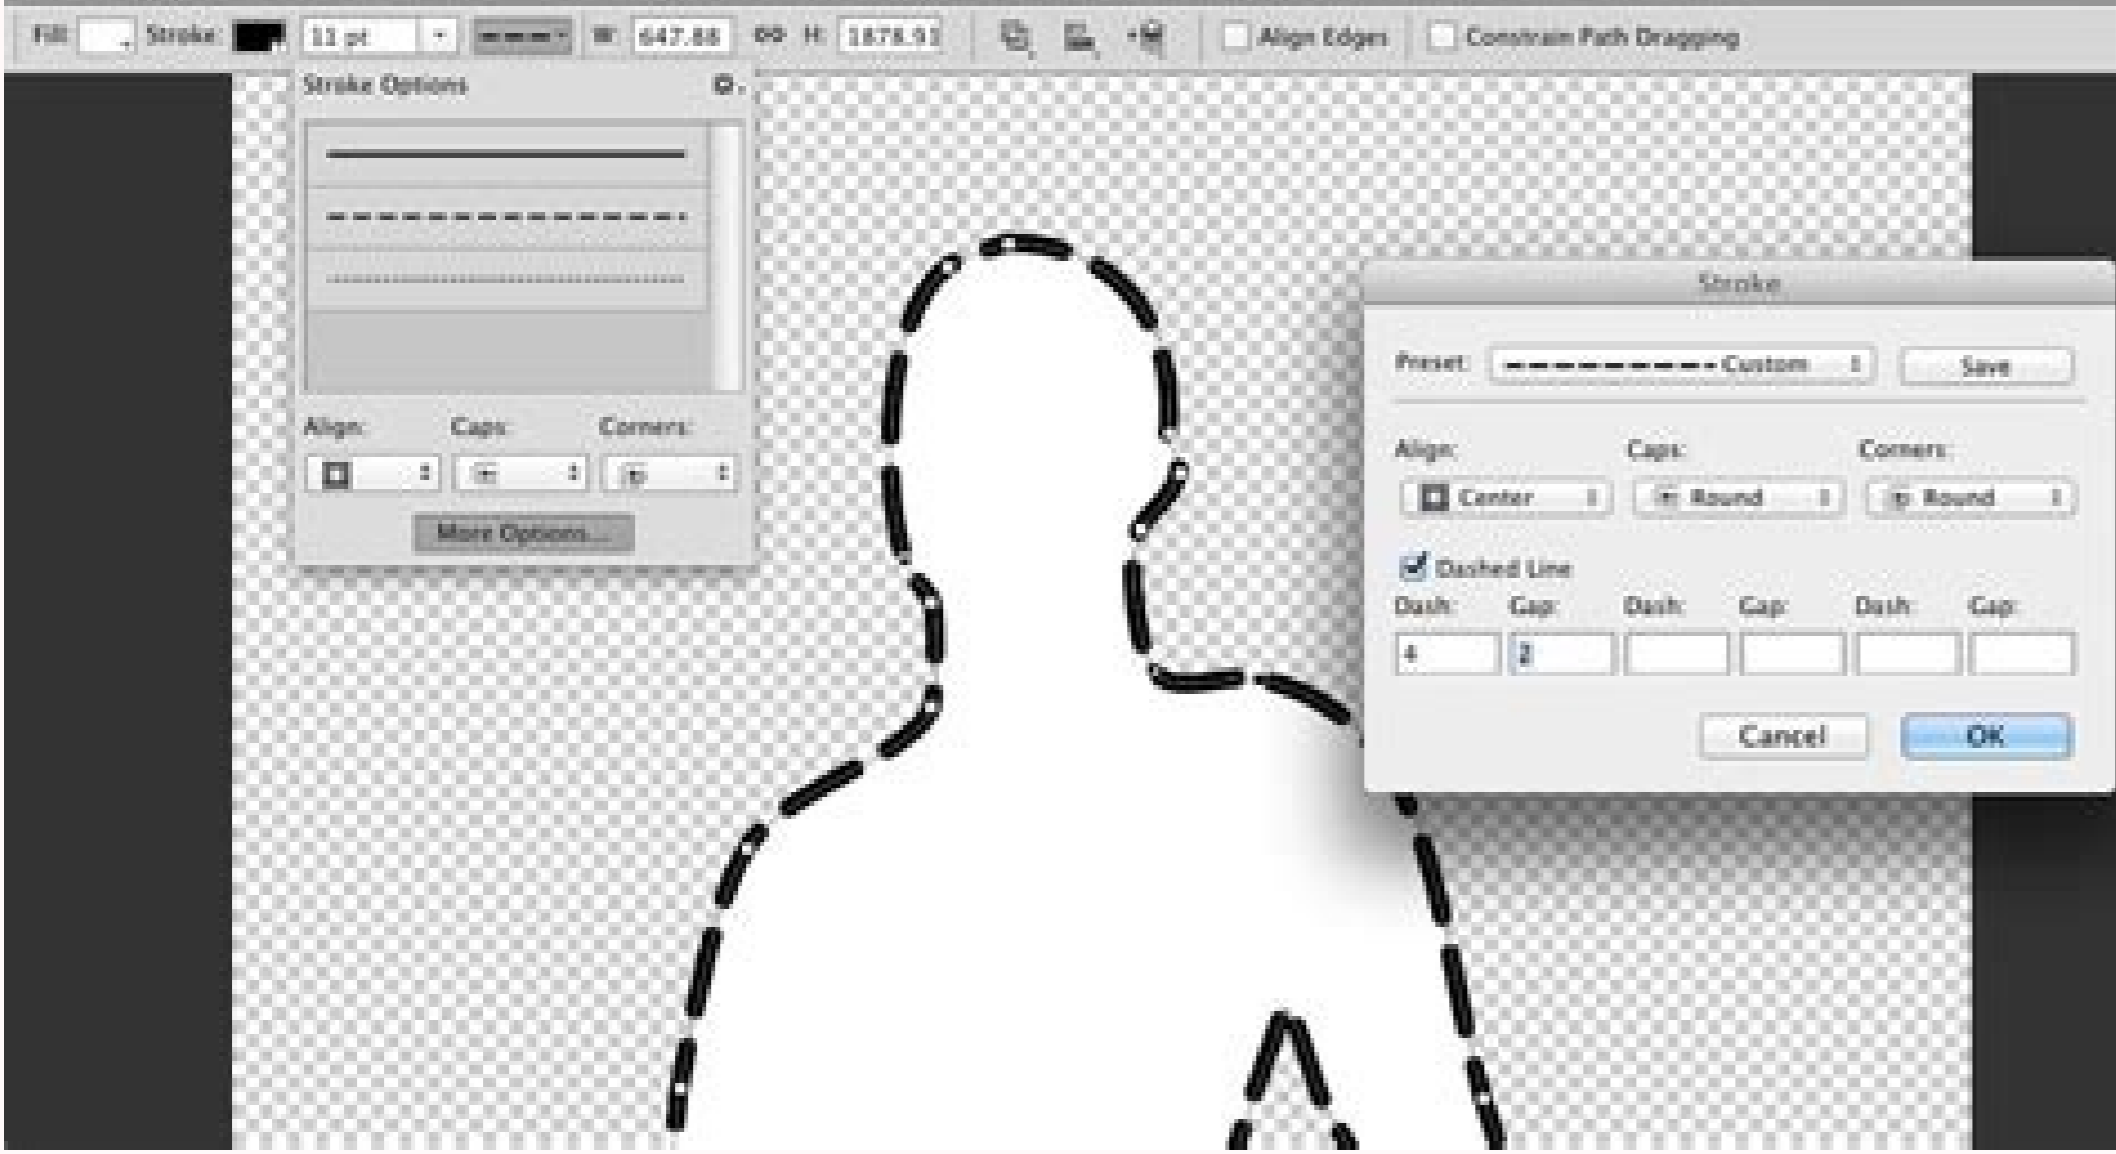 Fill: Stroke: 11 pt W: 647.88 H: 1878.91 Align Edges Constrain Path Dragging
Stroke Options
Align: Caps: Corners:
More Options...
Stroke
Preset: Custom Save
Align: Caps: Corners:
Center Round Round
Dashed Line
Dash: Gap: Dash: Gap: Dash: Gap:
4 2
Cancel OK